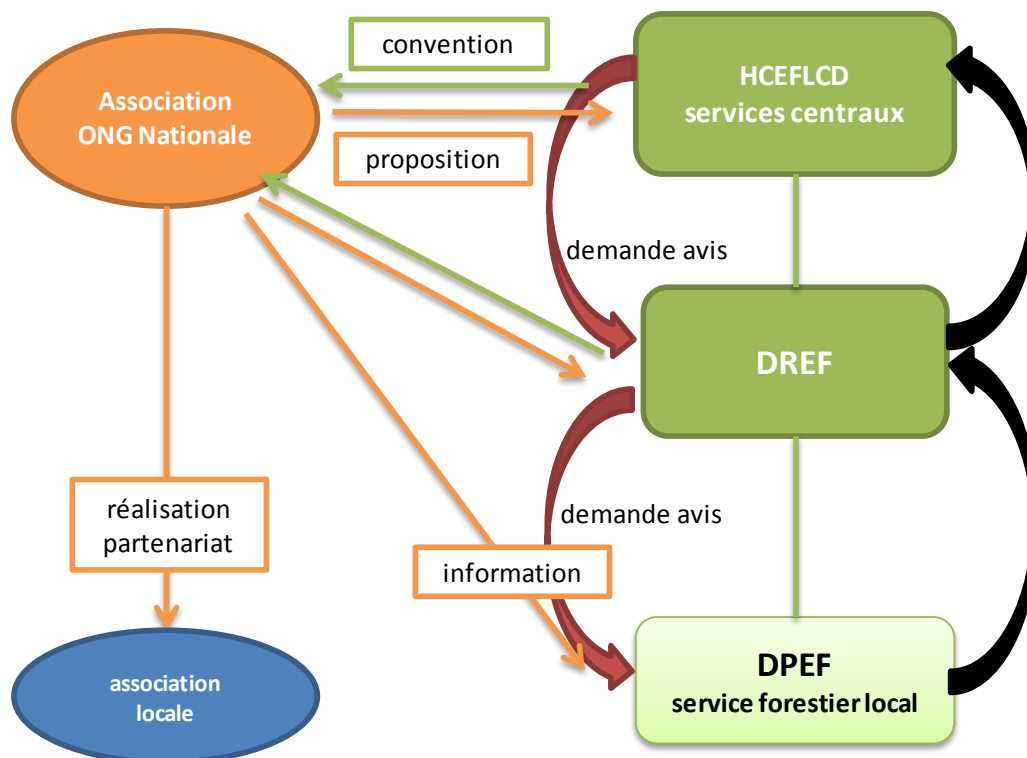 convention
Association
ONG Nationale
HCEFLCD
services centraux
proposition
demande avis
DREF
réalisation
partenariat
demande avis
information
association
locale
DPEF
service forestier local